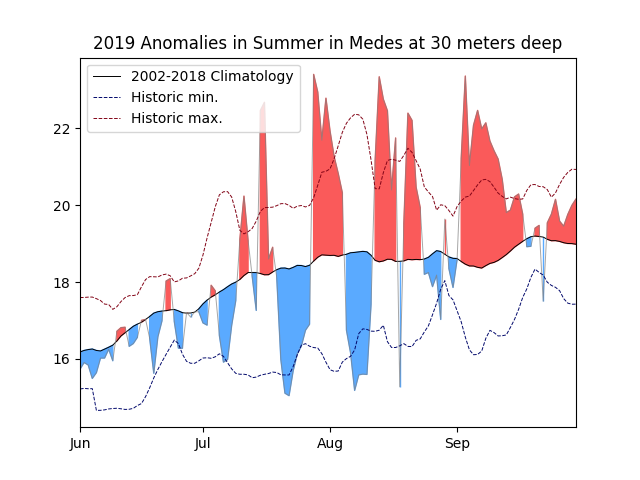 2019 Anomalies in Summer in Medes at 30 meters deep
2002-2018 Climatology
Historic min.
Historic max.
22
20
18
16
Jun Jul Aug Sep